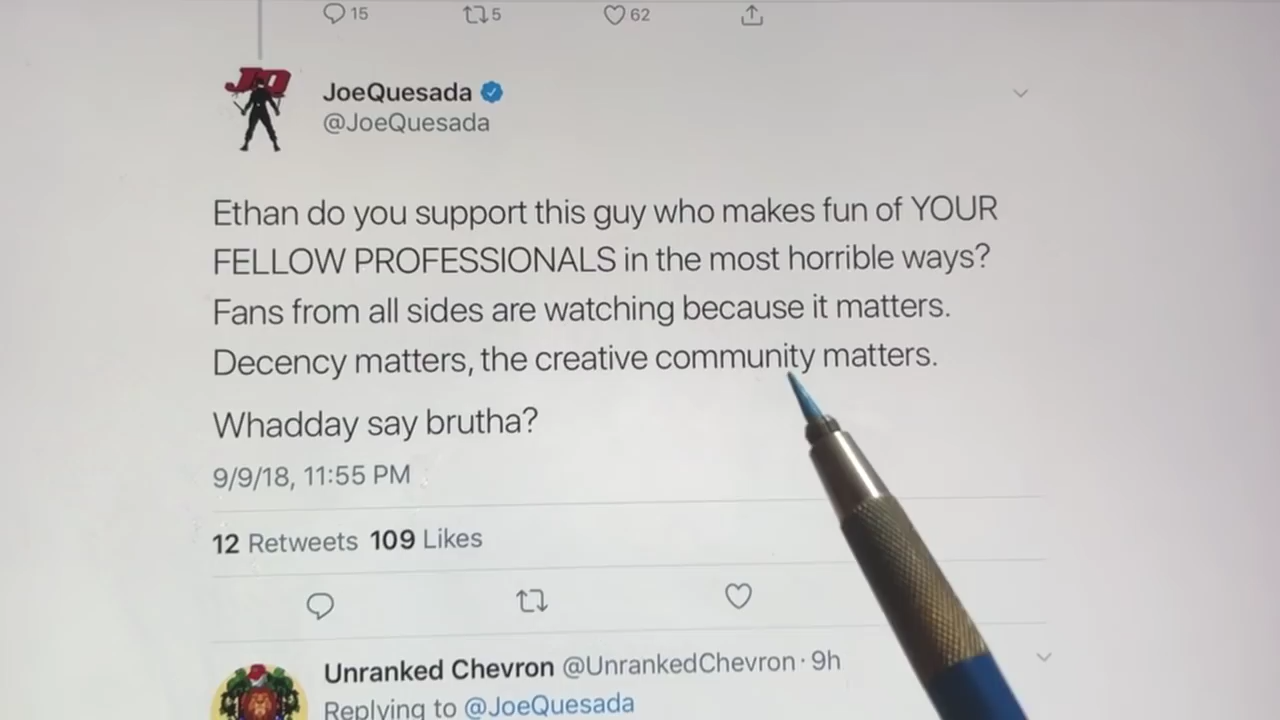 15 5 62
JQ
JoeQuesada
@JoeQuesada
Ethan do you support this guy who makes fun of YOUR
FELLOW PROFESSIONALS in the most horrible ways?
Fans from all sides are watching because it matters.
Decency matters, the creative community matters.
Whadday say brutha?
9/9/18, 11:55 PM
12 Retweets 109 Likes
Unranked Chevron @UnrankedChevron · 9h
Replying to @JoeQuesada